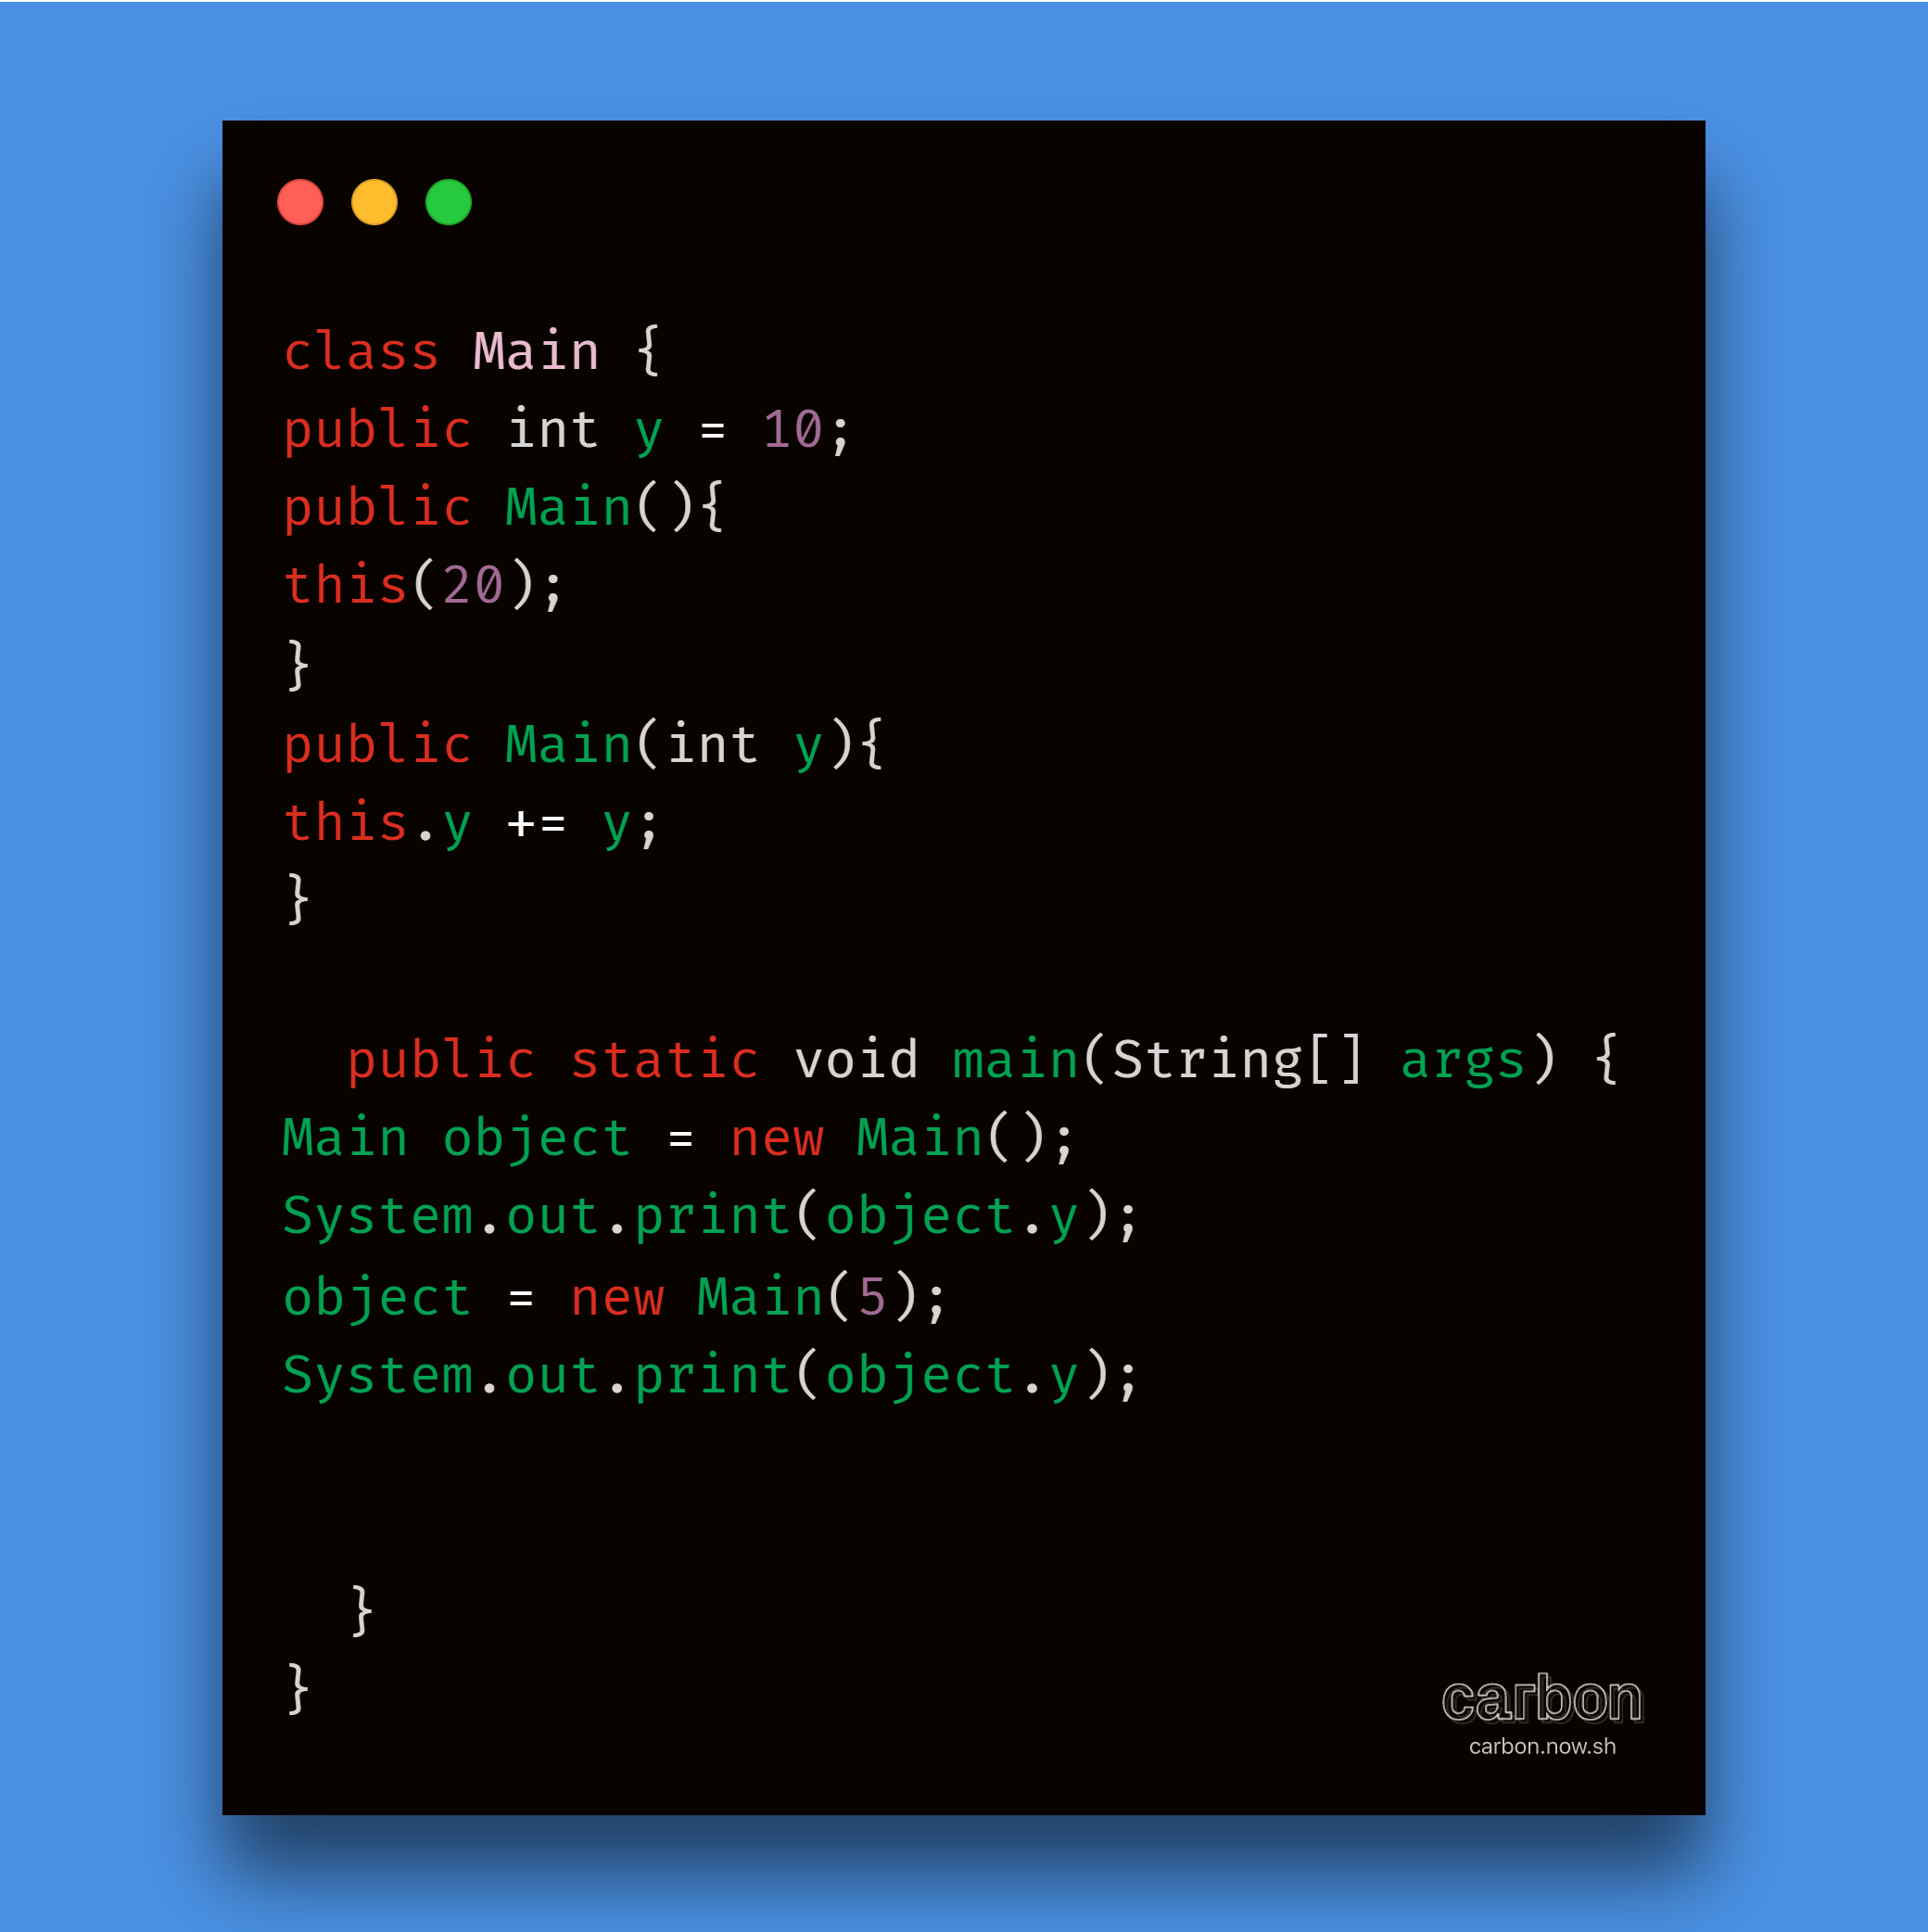 class Main {
public int y = 10;
public Main(){
this(20);
}
public Main(int y){
this.y += y;
}
  public static void main(String[] args) {
Main object = new Main();
System.out.print(object.y);
object = new Main(5);
System.out.print(object.y);
  }
}
carbon
carbon.now.sh